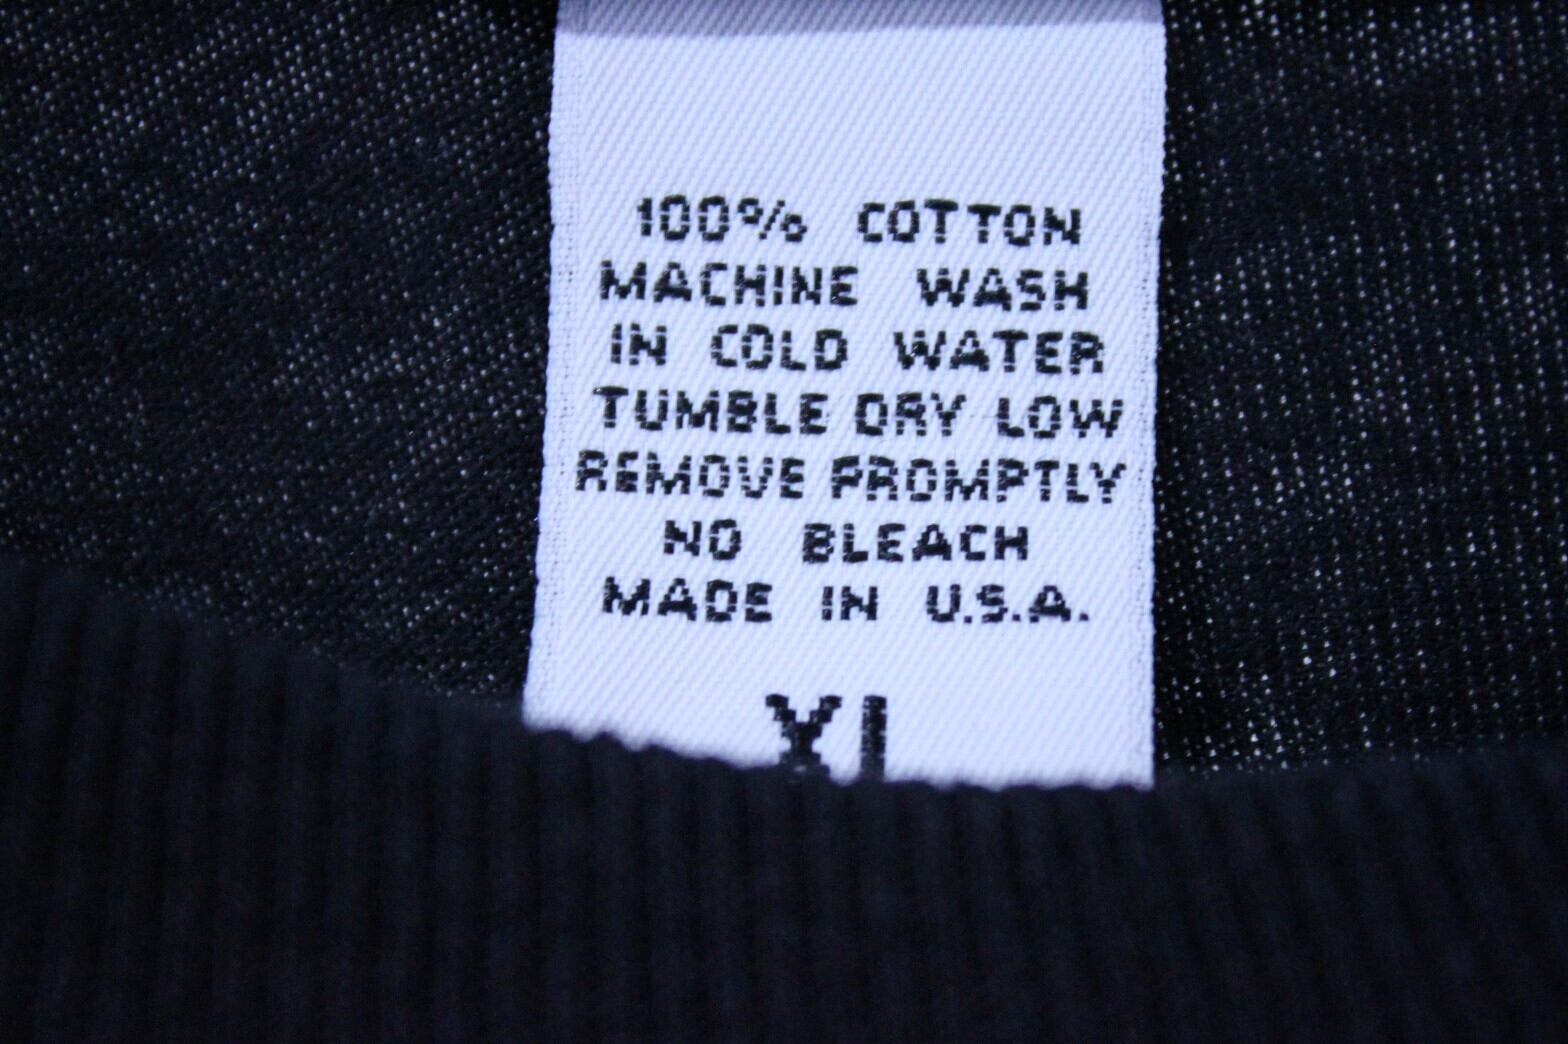 100% COTTON
MACHINE WASH
IN COLD WATER
TUMBLE DRY LOW
REMOVE PROMPTLY
NO BLEACH
MADE IN U.S.A.
XL